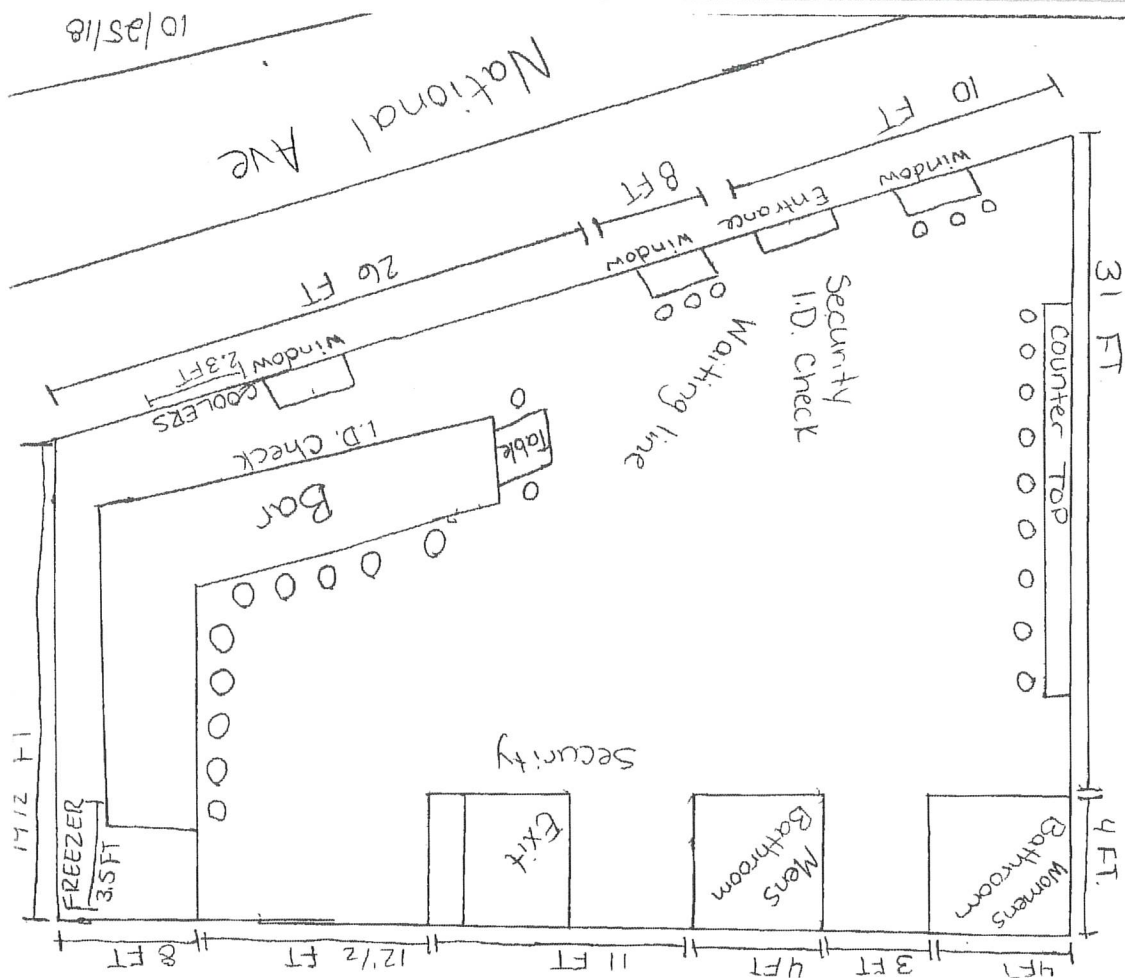 10/25/18
National
Ave
10
FT
8 FT
26 FT
window
Entrance
window
window
2.3FT
COOLERS
Security
I.D. Check
Waiting line
31 FT.
Counter TOP
I.D. Check
Bar
Table
Security
Exit
Mens
Bathroom
Womens
Bathroom
4 FT.
FREEZER
3.5 FT
8 FT
12 1/2 FT
11 FT
4 FT
3 FT
4 FT